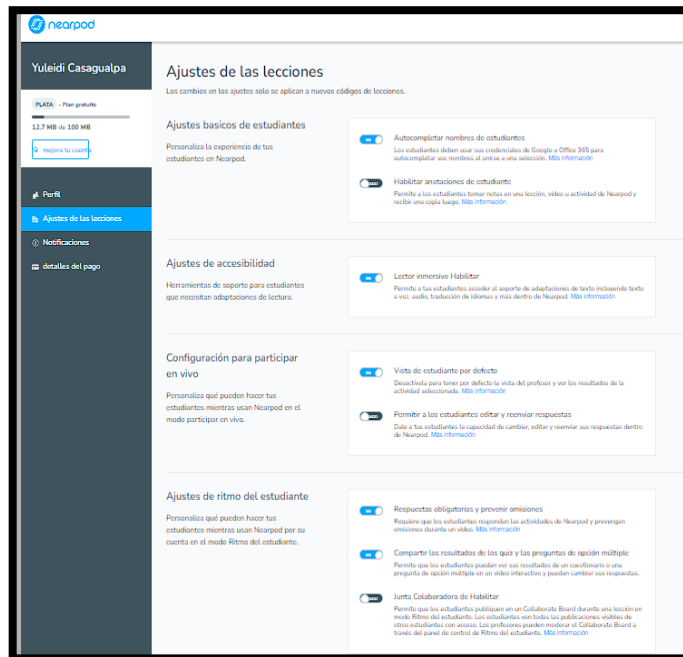 nearpod
Yuleidi Casagualpa
PLATA - Plan gratuito
12.7 MB de 100 MB
mejora tu cuenta
Perfil
Ajustes de las lecciones
Notificaciones
detalles del pago
Ajustes de las lecciones
Los cambios en los ajustes solo se aplican a nuevos códigos de lecciones.
Ajustes basicos de estudiantes
Personaliza la experiencia de tus
estudiantes en Nearpod.
Autocompletar nombres de estudiantes
Los estudiantes deben usar sus credenciales de Google u Office 365 para
autocompletar sus nombres al unirse a una selección. Más información
Habilitar anotaciones de estudiante
Permite a los estudiantes tomar notas en una lección, video u actividad de Nearpod y
recibir una copia luego. Más información
Ajustes de accesibilidad
Herramientas de soporte para estudiantes
que necesitan adaptaciones de lectura.
Lector inmersivo Habilitar
Permite a tus estudiantes acceder al soporte de adaptaciones de texto incluyendo texto
a voz, audio, traducción de idiomas y más dentro de Nearpod. Más información
Configuración para participar
en vivo
Personaliza qué pueden hacer tus
estudiantes mientras usan Nearpod en el
modo participar en vivo.
Vista de estudiante por defecto
Desactívela para tener por defecto la vista del profesor y ver los resultados de la
actividad seleccionada. Más información
Permitir a los estudiantes editar y reenviar respuestas
Dale a tus estudiantes la capacidad de cambiar, editar y reenviar sus respuestas dentro
de Nearpod. Más información
Ajustes de ritmo del estudiante
Personaliza qué pueden hacer tus
estudiantes mientras usan Nearpod por su
cuenta en el modo Ritmo del estudiante.
Respuestas obligatorias y prevenir omisiones
Requiere que los estudiantes respondan las actividades de Nearpod y prevengan
omisiones durante un video. Más información
Compartir los resultados de los quiz y las preguntas de opción múltiple
Permite que los estudiantes puedan ver sus resultados de un cuestionario o una
pregunta de opción múltiple en un video interactivo y puedan cambiar sus respuestas.
Junta Colaboradora de Habilitar
Permite que los estudiantes publiquen en un Collaborate Board durante una lección en
modo Ritmo del estudiante. Los estudiantes ven todas las publicaciones visibles de
otros estudiantes con acceso. Los profesores pueden moderar el Collaborate Board a
través del panel de control de Ritmo del estudiante. Más información